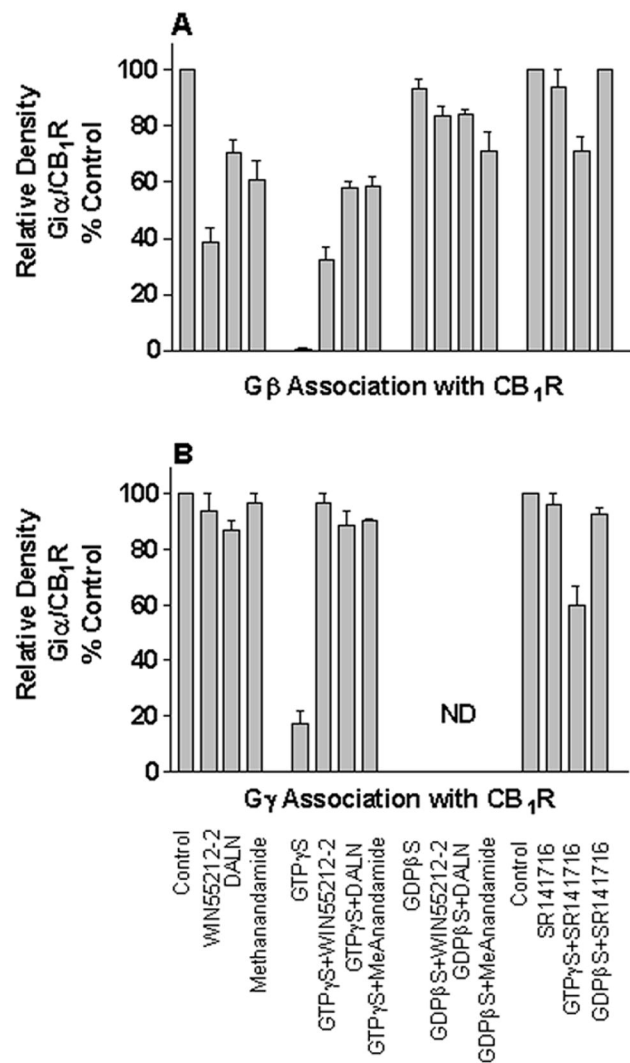 A
Relative Density
Giα/CB1R
% Control
100
80
60
40
20
0
Gβ Association with CB1R
B
Relative Density
Giα/CB1R
% Control
100
80
60
40
20
0
ND
Gγ Association with CB1R
Control
WIN55212-2
DALN
Methanandamide
GTPγS
GTPγS+WIN55212-2
GTPγS+DALN
GTPγS+MeAnandamide
GDPβS
GDPβS+WIN55212-2
GDPβS+DALN
GDPβS+MeAnandamide
Control
SR141716
GTPγS+SR141716
GDPβS+SR141716